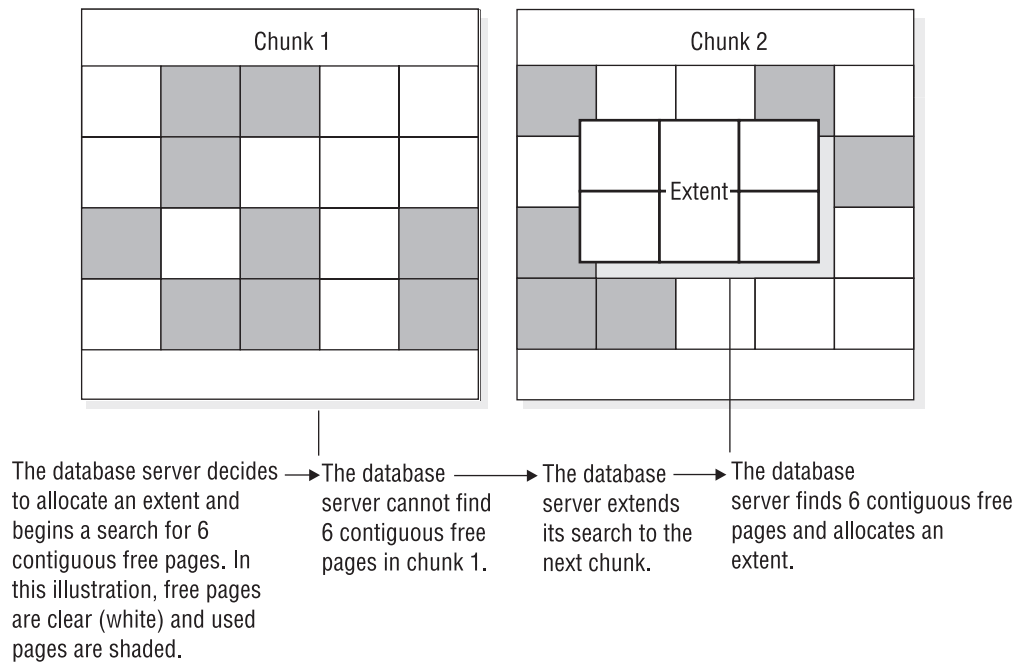 Chunk 1
Chunk 2
Extent
The database server decides
to allocate an extent and
begins a search for 6
contiguous free pages. In
this illustration, free pages
are clear (white) and used
pages are shaded.
The database
server cannot find
6 contiguous free
pages in chunk 1.
The database
server extends
its search to the
next chunk.
The database
server finds 6 contiguous free
pages and allocates an
extent.